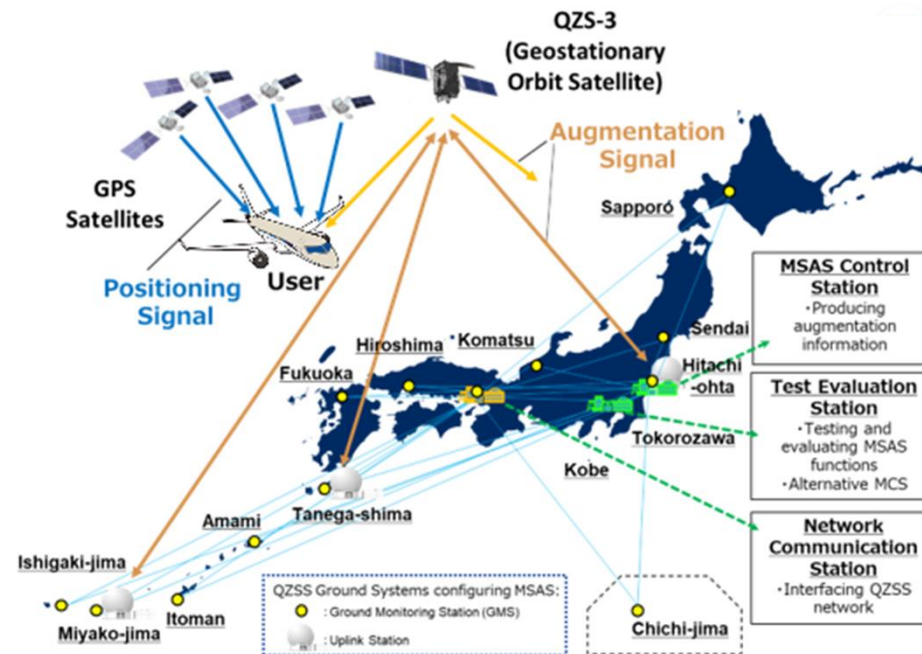 QZS-3
(Geostationary
Orbit Satellite)
Augmentation
Signal
GPS
Satellites
User
Positioning
Signal
Sapporó
MSAS Control
Station
・Producing
augmentation
information
Sendai
Hiroshima
Komatsu
Hitachi
-ohta
Fukuoka
Test Evaluation
Station
・Testing and
evaluating MSAS
functions
・Alternative MCS
Tokorozawa
Kobe
Tanega-shima
Amami
Network
Communication
Station
・Interfacing QZSS
network
Ishigaki-jima
Miyako-jima
Itoman
QZSS Ground Systems configuring MSAS:
: Ground Monitoring Station (GMS)
: Uplink Station
Chichi-jima